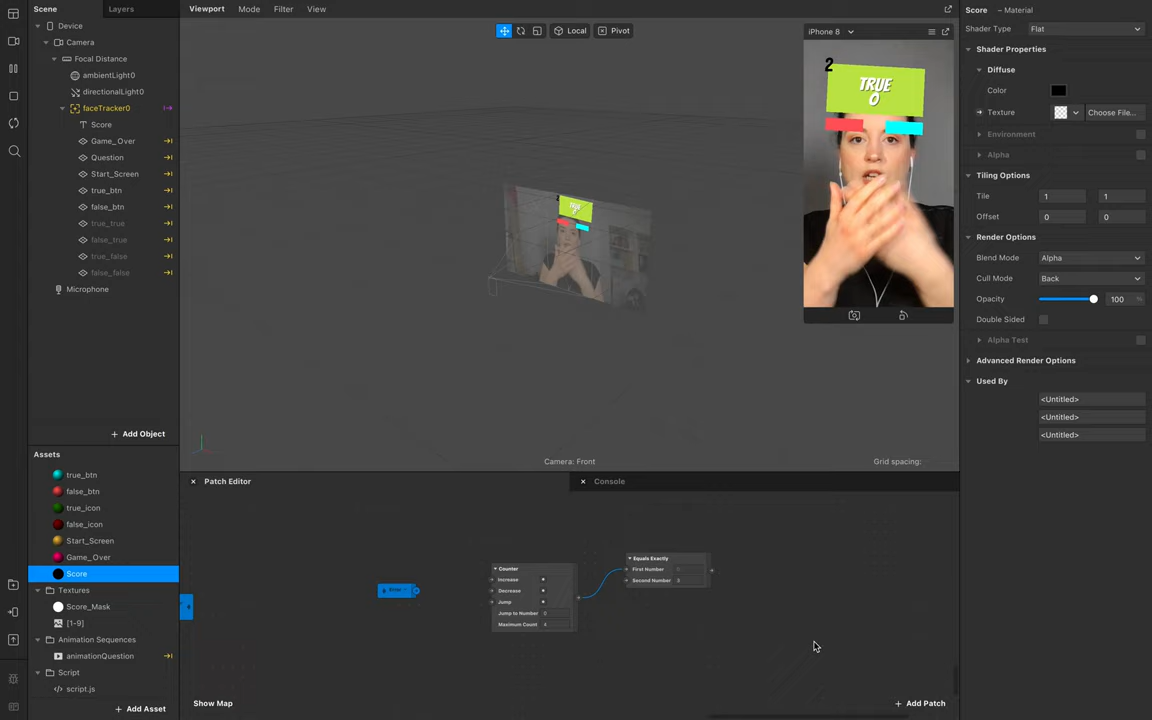 Scene
Layers
Device
Camera
Focal Distance
ambientLight0
directionalLight0
faceTracker0
Score
Game_Over
Question
Start_Screen
true_btn
false_btn
true_true
false_true
true_false
false_false
Microphone
Add Object
Assets
true_btn
false_btn
true_icon
false_icon
Start_Screen
Game_Over
Score
Textures
Score_Mask
[1-9]
Animation Sequences
animationQuestion
Script
script.js
Add Asset
Viewport Mode Filter View
Local
Pivot
iPhone 8
2
TRUE
0
Camera: Front
Grid spacing:
Patch Editor
Console
Counter
Increase
Decrease
Jump
Jump to Number 0
Maximum Count 4
Equals Exactly
First Number 0
Second Number
Show Map
Add Patch
Score – Material
Shader Type Flat
Shader Properties
Diffuse
Color
Texture Choose File...
Environment
Alpha
Tiling Options
Tile 1 1
Offset 0 0
Render Options
Blend Mode Alpha
Cull Mode Back
Opacity 100 %
Double Sided
Alpha Test
Advanced Render Options
Used By
<Untitled>
<Untitled>
<Untitled>